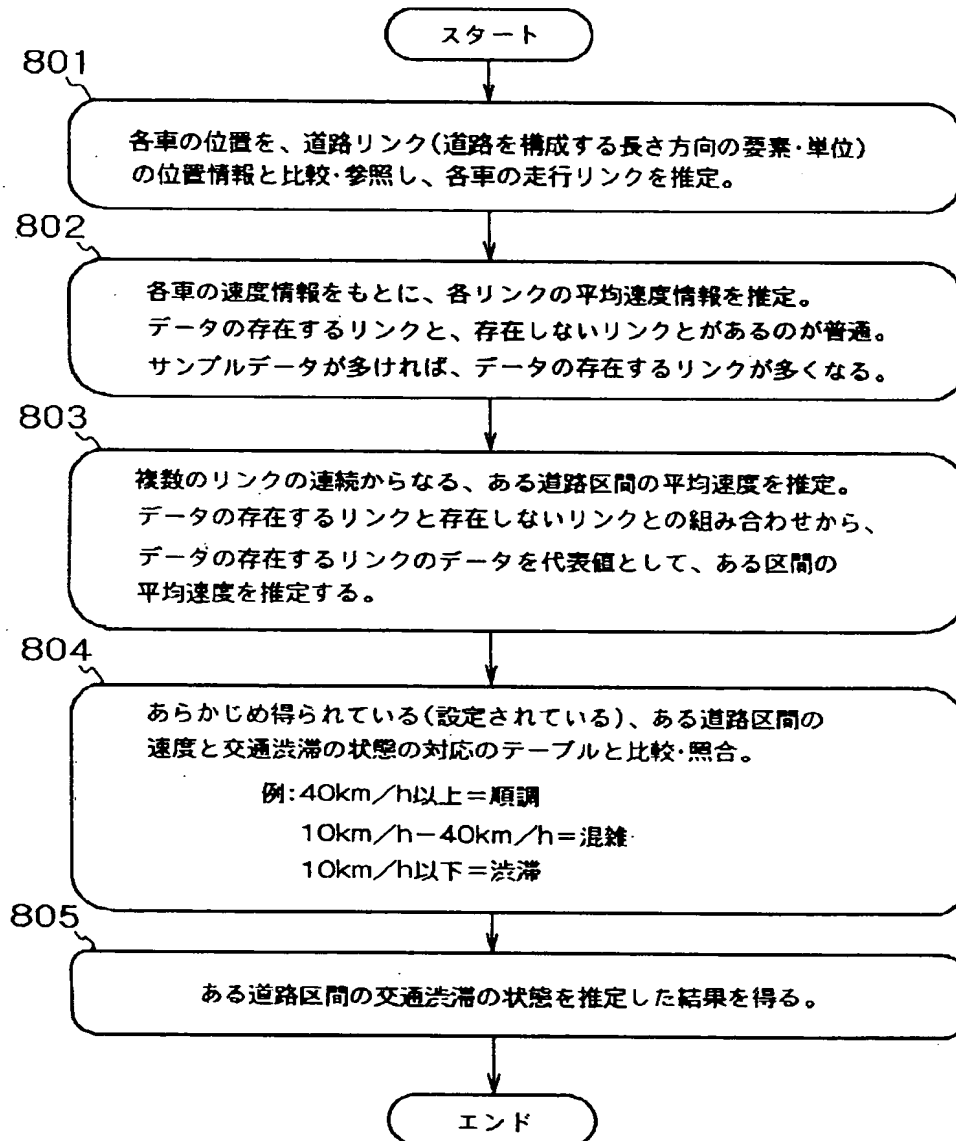 スタート
801
各車の位置を、道路リンク(道路を構成する長さ方向の要素・単位)
の位置情報と比較・参照し、各車の走行リンクを推定。
802
各車の速度情報をもとに、各リンクの平均速度情報を推定。
データの存在するリンクと、存在しないリンクとがあるのが普通。
サンプルデータが多ければ、データの存在するリンクが多くなる。
803
複数のリンクの連続からなる、ある道路区間の平均速度を推定。
データの存在するリンクと存在しないリンクとの組み合わせから、
データの存在するリンクのデータを代表値として、ある区間の
平均速度を推定する。
804
あらかじめ得られている(設定されている)、ある道路区間の
速度と交通渋滞の状態の対応のテーブルと比較・照合。
例:40km/h以上=順調
10km/h-40km/h=混雑
10km/h以下=渋滞
805
ある道路区間の交通渋滞の状態を推定した結果を得る。
エンド